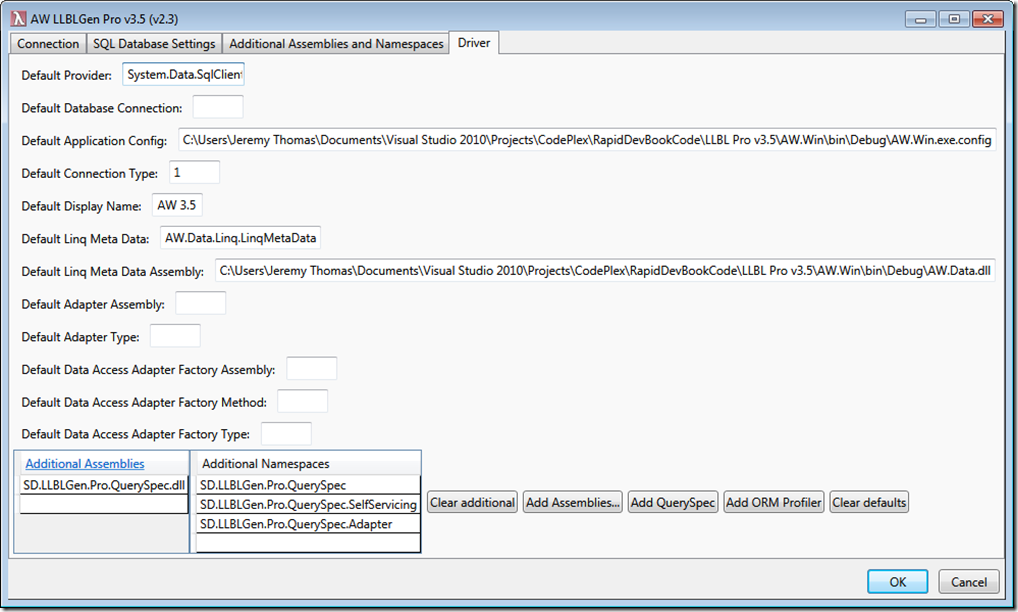 AW LLBLGen Pro v3.5 (v2.3)
Connection SQL Database Settings Additional Assemblies and Namespaces Driver
Default Provider: System.Data.SqlClient
Default Database Connection:
Default Application Config: C:\Users\Jeremy Thomas\Documents\Visual Studio 2010\Projects\CodePlex\RapidDevBookCode\LLBL Pro v3.5\AW.Win\bin\Debug\AW.Win.exe.config
Default Connection Type: 1
Default Display Name: AW 3.5
Default Linq Meta Data: AW.Data.Linq.LinqMetaData
Default Linq Meta Data Assembly: C:\Users\Jeremy Thomas\Documents\Visual Studio 2010\Projects\CodePlex\RapidDevBookCode\LLBL Pro v3.5\AW.Win\bin\Debug\AW.Data.dll
Default Adapter Assembly:
Default Adapter Type:
Default Data Access Adapter Factory Assembly:
Default Data Access Adapter Factory Method:
Default Data Access Adapter Factory Type:
Additional Assemblies Additional Namespaces
SD.LLBLGen.Pro.QuerySpec.dll SD.LLBLGen.Pro.QuerySpec
SD.LLBLGen.Pro.QuerySpec.SelfServicing
SD.LLBLGen.Pro.QuerySpec.Adapter
Clear additional Add Assemblies... Add QuerySpec Add ORM Profiler Clear defaults
OK Cancel